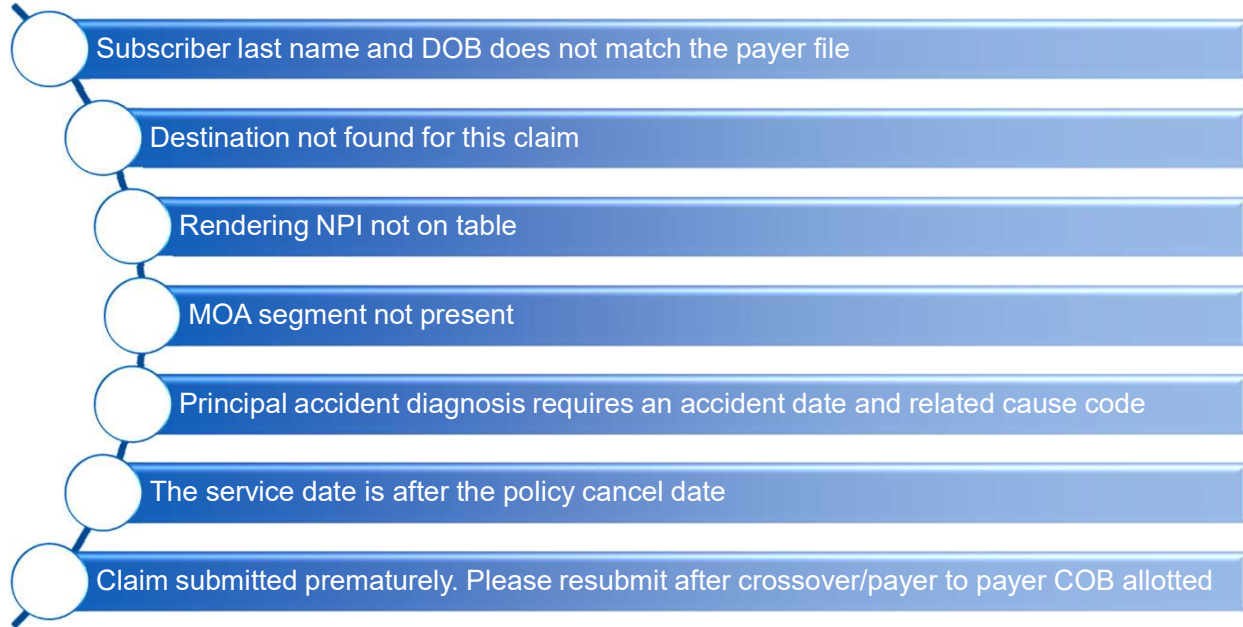 Subscriber last name and DOB does not match the payer file
Destination not found for this claim
Rendering NPI not on table
MOA segment not present
Principal accident diagnosis requires an accident date and related cause code
The service date is after the policy cancel date
Claim submitted prematurely. Please resubmit after crossover/payer to payer COB allotted